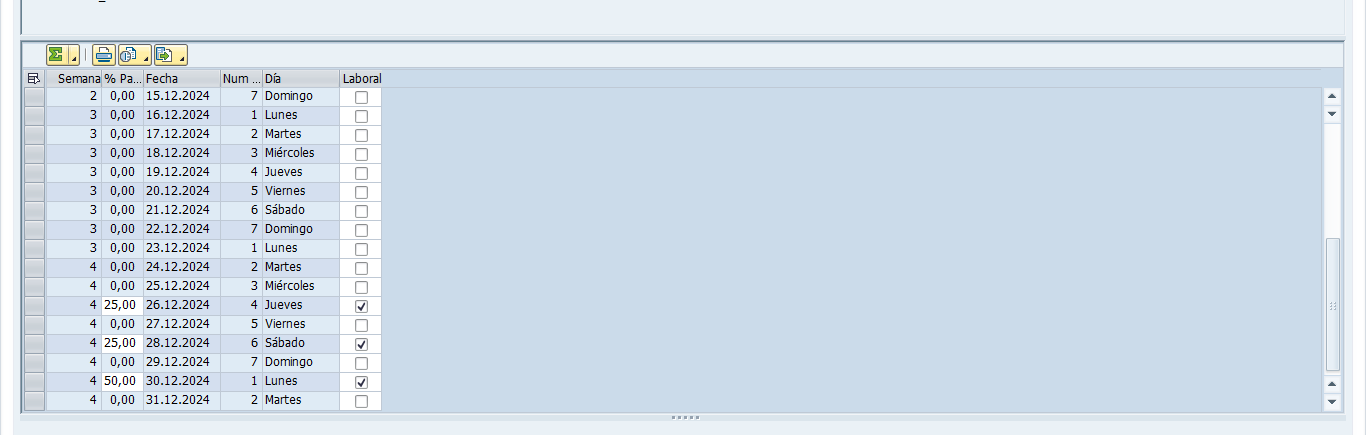 Semana % Pa... Fecha Num ... Día Laboral
2 0,00 15.12.2024 7 Domingo
3 0,00 16.12.2024 1 Lunes
3 0,00 17.12.2024 2 Martes
3 0,00 18.12.2024 3 Miércoles
3 0,00 19.12.2024 4 Jueves
3 0,00 20.12.2024 5 Viernes
3 0,00 21.12.2024 6 Sábado
3 0,00 22.12.2024 7 Domingo
3 0,00 23.12.2024 1 Lunes
4 0,00 24.12.2024 2 Martes
4 0,00 25.12.2024 3 Miércoles
4 25,00 26.12.2024 4 Jueves
4 0,00 27.12.2024 5 Viernes
4 25,00 28.12.2024 6 Sábado
4 0,00 29.12.2024 7 Domingo
4 50,00 30.12.2024 1 Lunes
4 0,00 31.12.2024 2 Martes